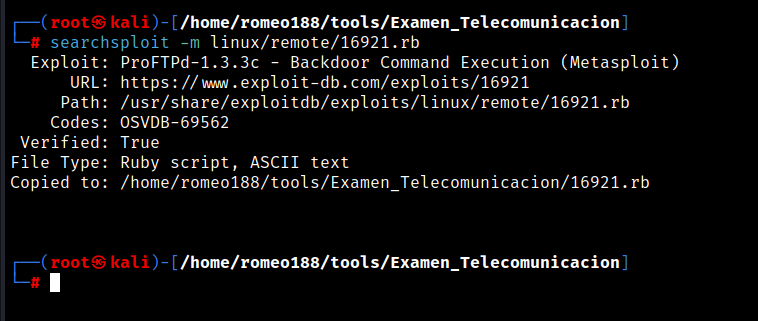 ┌──(root㉿kali)-[/home/romeo188/tools/Examen_Telecomunicacion]
└─# searchsploit -m linux/remote/16921.rb
  Exploit: ProFTPd-1.3.3c - Backdoor Command Execution (Metasploit)
      URL: https://www.exploit-db.com/exploits/16921
     Path: /usr/share/exploitdb/exploits/linux/remote/16921.rb
    Codes: OSVDB-69562
 Verified: True
File Type: Ruby script, ASCII text
Copied to: /home/romeo188/tools/Examen_Telecomunicacion/16921.rb
┌──(root㉿kali)-[/home/romeo188/tools/Examen_Telecomunicacion]
└─#